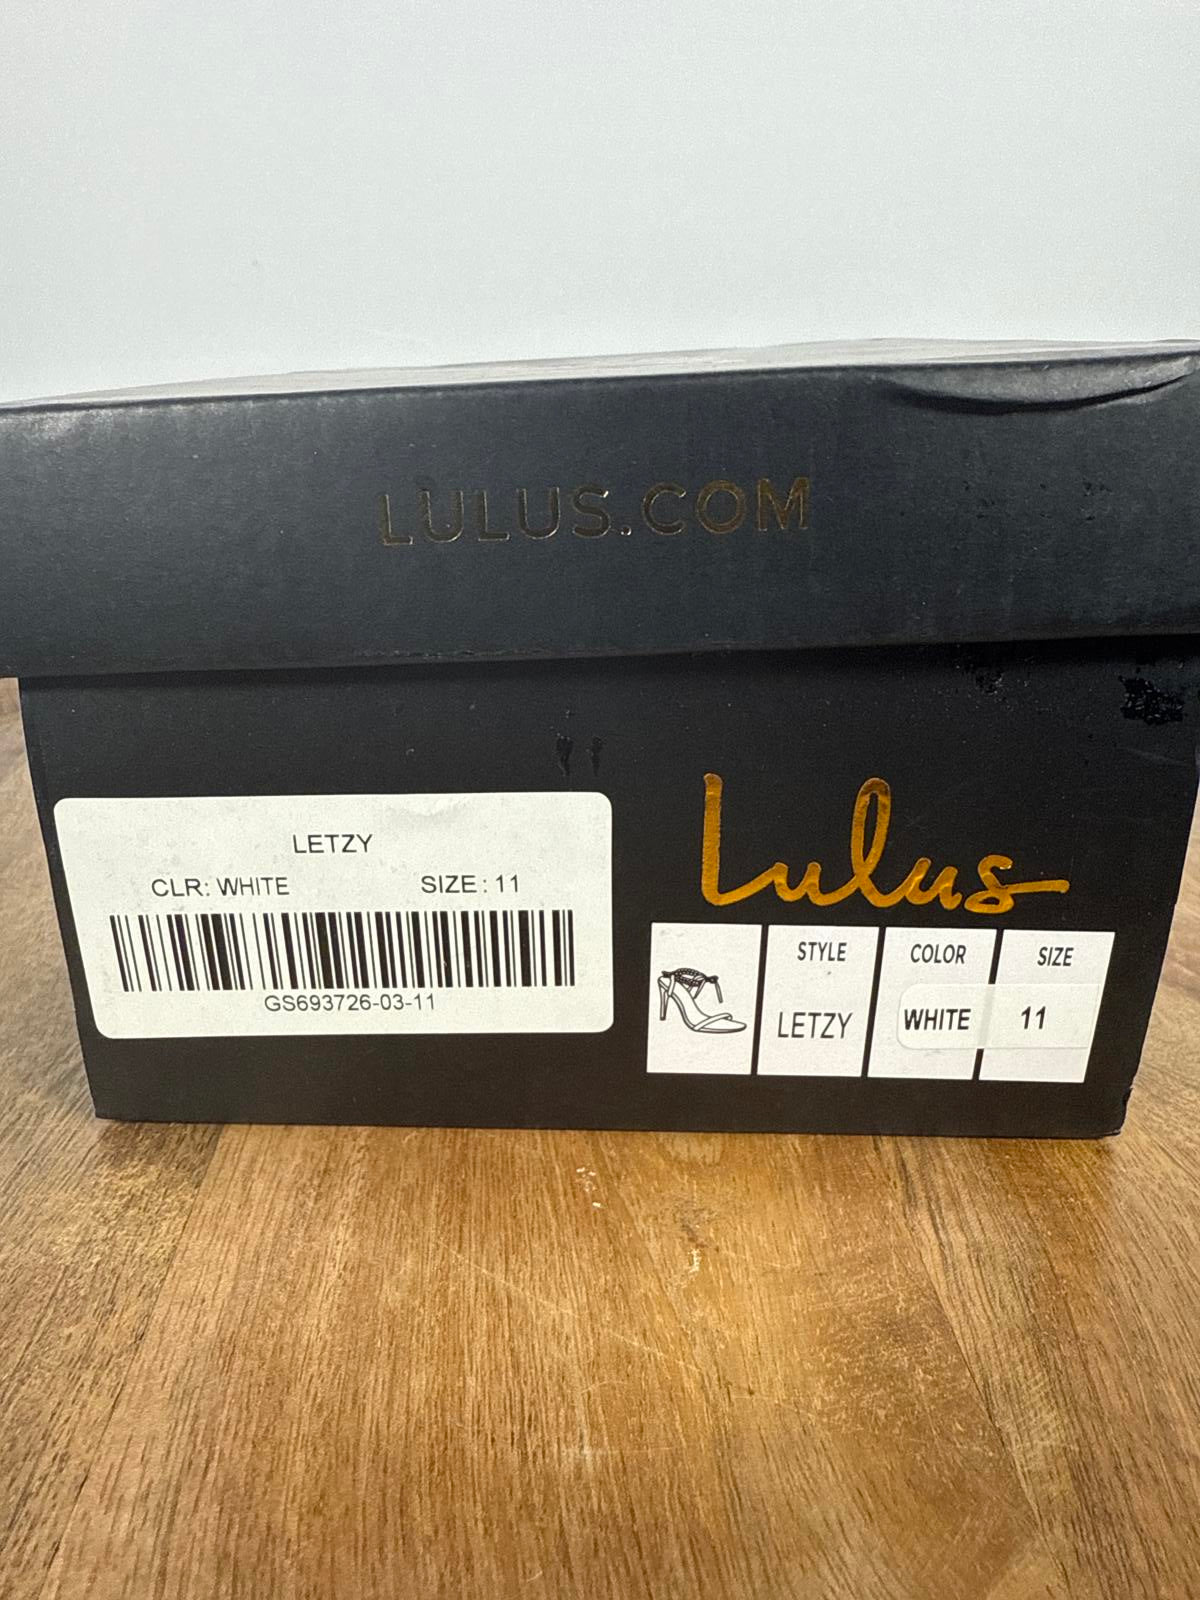 LULUS.COM
LETZY
CLR: WHITE SIZE : 11
GS693726-03-11
Lulus
STYLE COLOR SIZE
LETZY WHITE 11